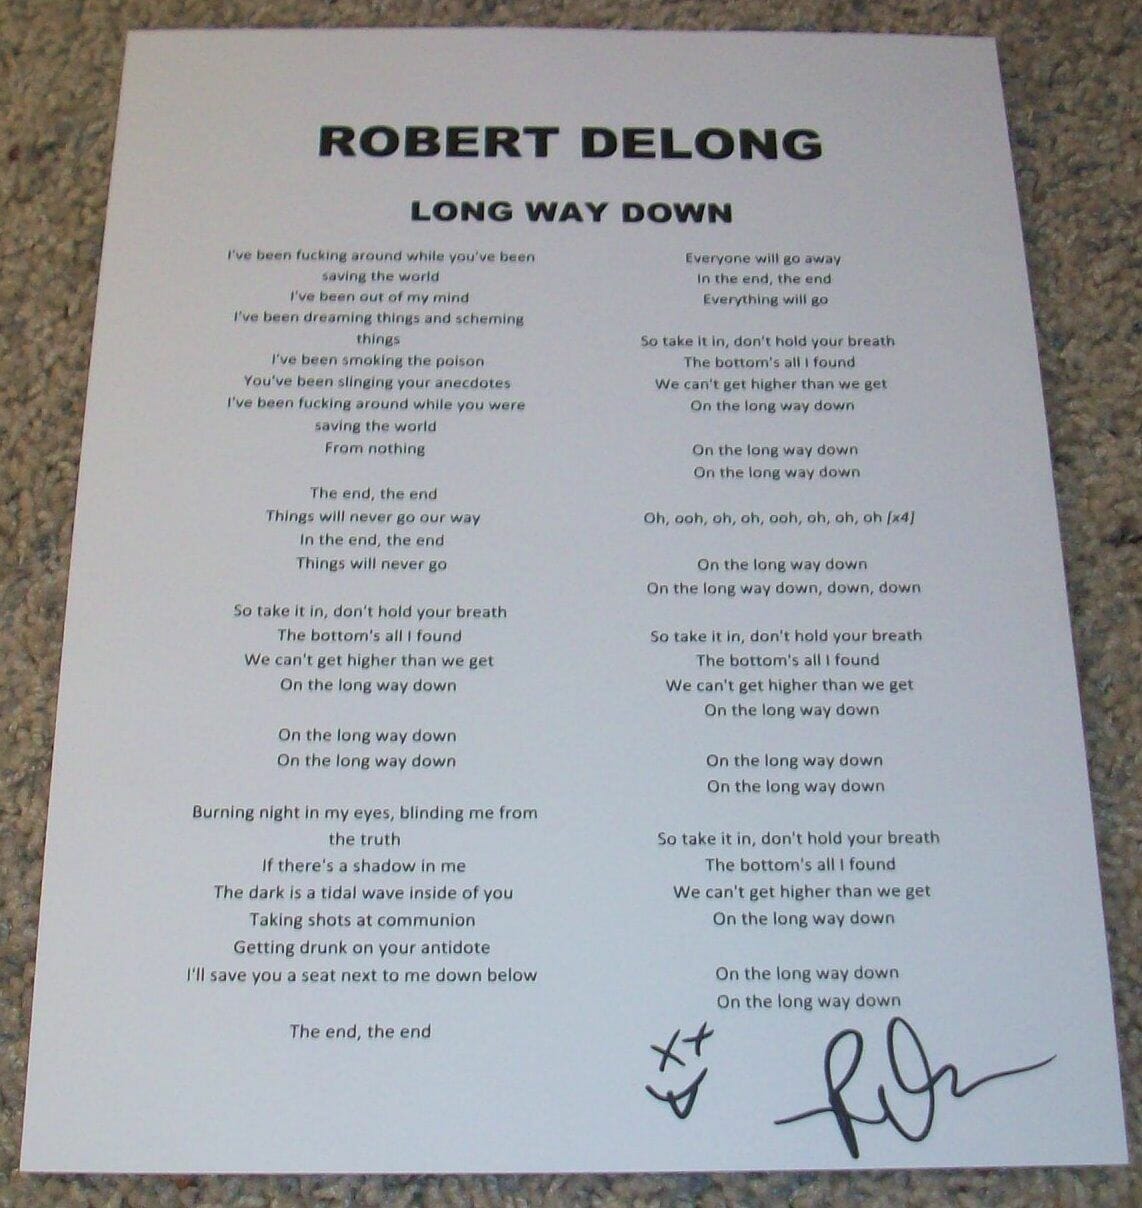 ROBERT DELONG
LONG WAY DOWN
I've been fucking around while you've been
saving the world
I've been out of my mind
I've been dreaming things and scheming
things
I've been smoking the poison
You've been slinging your anecdotes
I've been fucking around while you were
saving the world
From nothing
The end, the end
Things will never go our way
In the end, the end
Things will never go
So take it in, don't hold your breath
The bottom's all I found
We can't get higher than we get
On the long way down
On the long way down
On the long way down
Burning night in my eyes, blinding me from
the truth
If there's a shadow in me
The dark is a tidal wave inside of you
Taking shots at communion
Getting drunk on your antidote
I'll save you a seat next to me down below
The end, the end
Everyone will go away
In the end, the end
Everything will go
So take it in, don't hold your breath
The bottom's all I found
We can't get higher than we get
On the long way down
On the long way down
On the long way down
Oh, ooh, oh, oh, ooh, oh, oh, oh [x4]
On the long way down
On the long way down, down, down
So take it in, don't hold your breath
The bottom's all I found
We can't get higher than we get
On the long way down
On the long way down
On the long way down
So take it in, don't hold your breath
The bottom's all I found
We can't get higher than we get
On the long way down
On the long way down
On the long way down